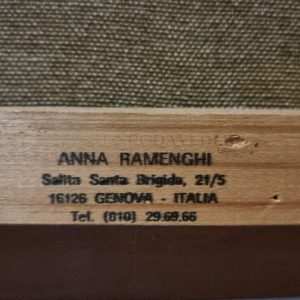 ANNA RAMENGHI
Salita Santa Brigida, 21/5
16126 GENOVA - ITALIA
Tel. (010) 29.69.66